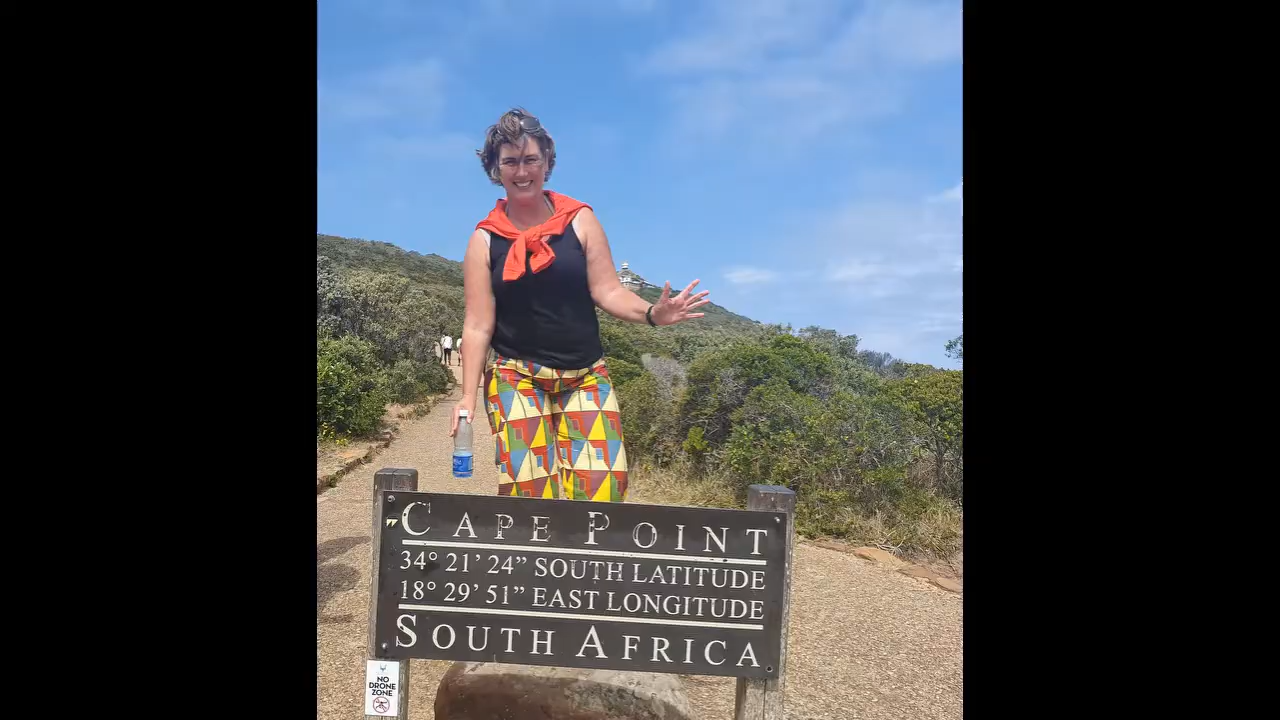 CAPE POINT
34° 21' 24" SOUTH LATITUDE
18° 29' 51" EAST LONGITUDE
SOUTH AFRICA
NO
DRONE
ZONE